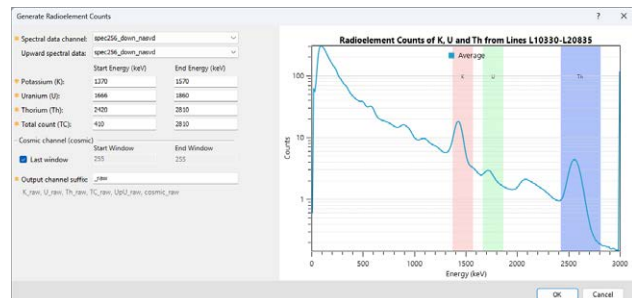 Generate Radioelement Counts
? ×
Spectral data channel: spec256_down_nasvd
Upward spectral data: spec256_down_nasvd
Start Energy (keV) End Energy (keV)
Potassium (K): 1370 1570
Uranium (U): 1666 1860
Thorium (Th): 2420 2810
Total count (TC): 410 2810
Cosmic channel (cosmic)
Start Window End Window
Last window 255 255
Output channel suffix: _raw
K_raw, U_raw, Th_raw, TC_raw, UpU_raw, cosmic_raw
Radioelement Counts of K, U and Th from Lines L10330-L20835
Average
K U Th
100
10
1
Counts
0 500 1000 1500 2000 2500 3000
Energy (keV)
OK Cancel